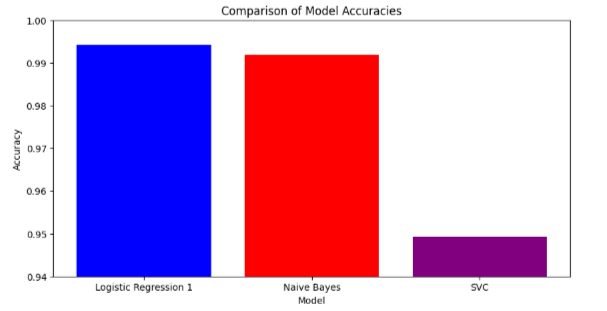 Comparison of Model Accuracies
1.00
0.99
0.98
0.97
0.96
0.95
0.94
Accuracy
Logistic Regression 1 Naive Bayes SVC
Model